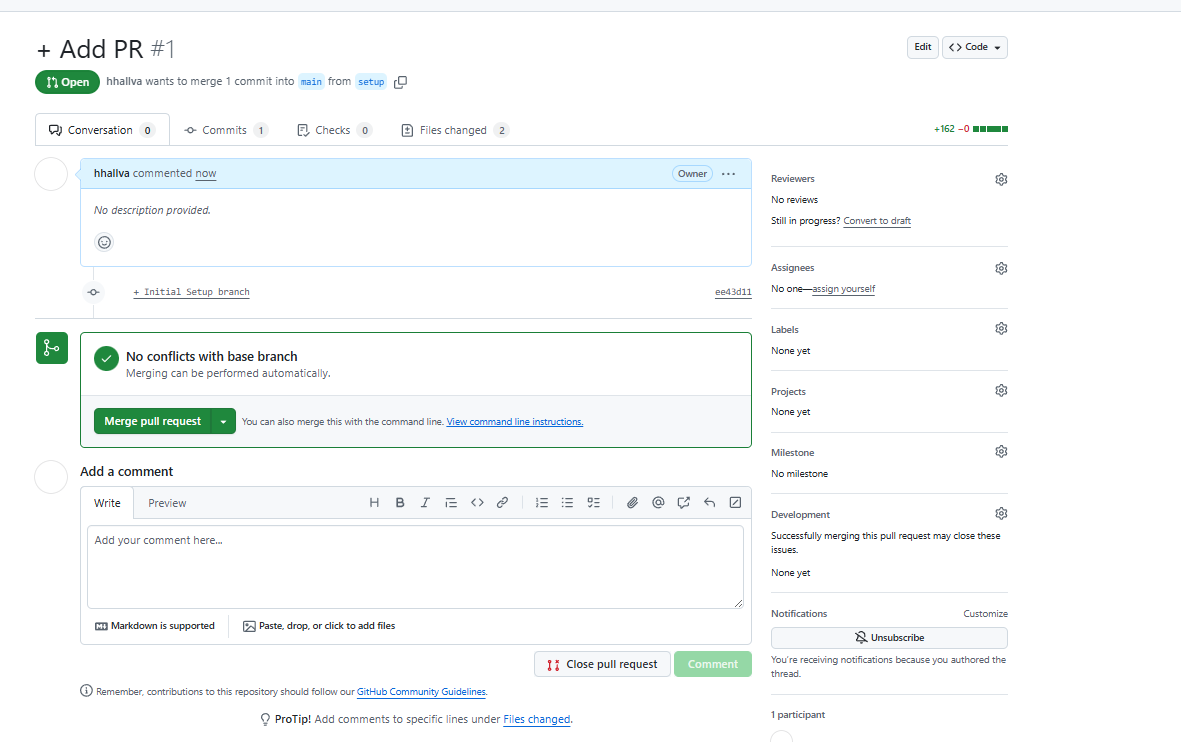 + Add PR #1
Edit
<> Code
Open
hhallva wants to merge 1 commit into main from setup
Conversation 0
Commits 1
Checks 0
Files changed 2
+162 −0
hhallva commented now
Owner
No description provided.
+ Initial Setup branch
ee43d11
No conflicts with base branch
Merging can be performed automatically.
Merge pull request
You can also merge this with the command line. View command line instructions.
Add a comment
Write
Preview
Add your comment here...
Markdown is supported
Paste, drop, or click to add files
Close pull request
Comment
Remember, contributions to this repository should follow our GitHub Community Guidelines.
ProTip! Add comments to specific lines under Files changed.
Reviewers
No reviews
Still in progress? Convert to draft
Assignees
No one—assign yourself
Labels
None yet
Projects
None yet
Milestone
No milestone
Development
Successfully merging this pull request may close these
issues.
None yet
Notifications
Customize
Unsubscribe
You're receiving notifications because you authored the
thread.
1 participant